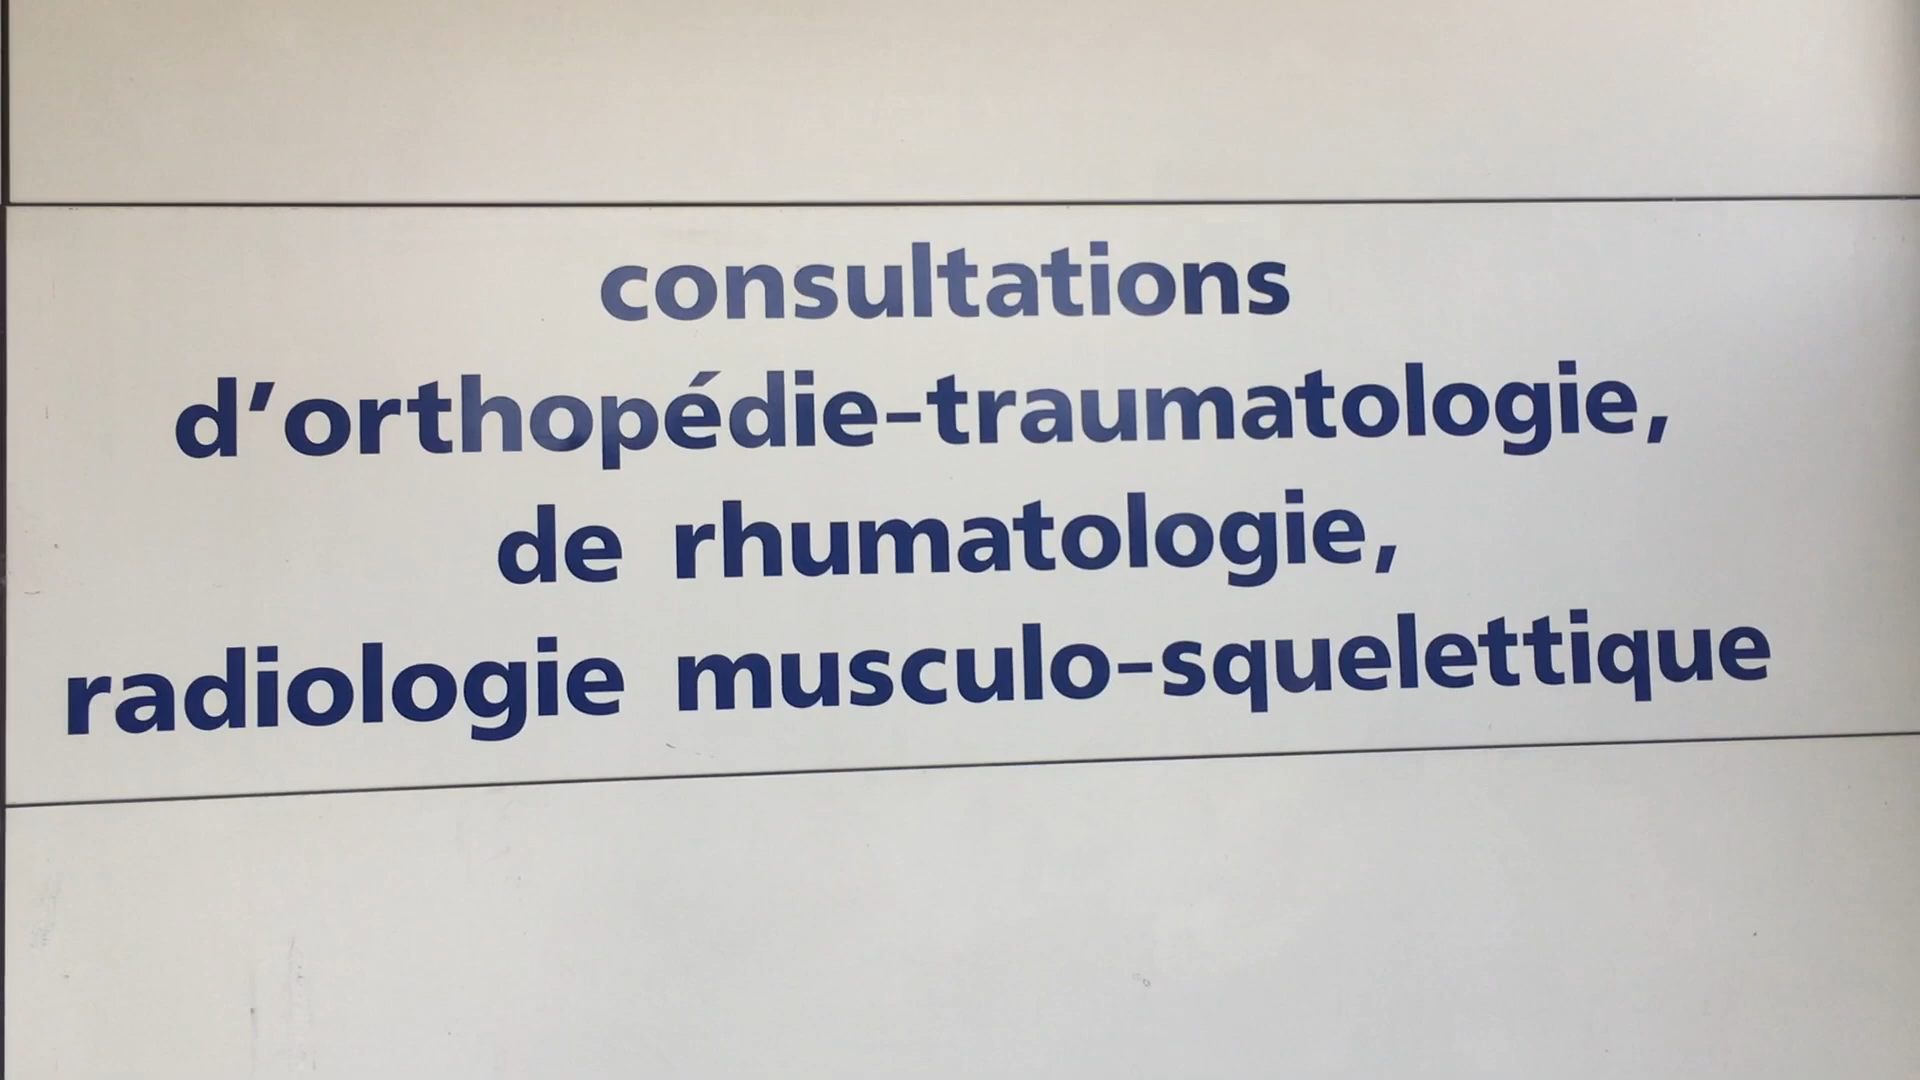 consultations
d’orthopédie-traumatologie,
de rhumatologie,
radiologie musculo-squelettique